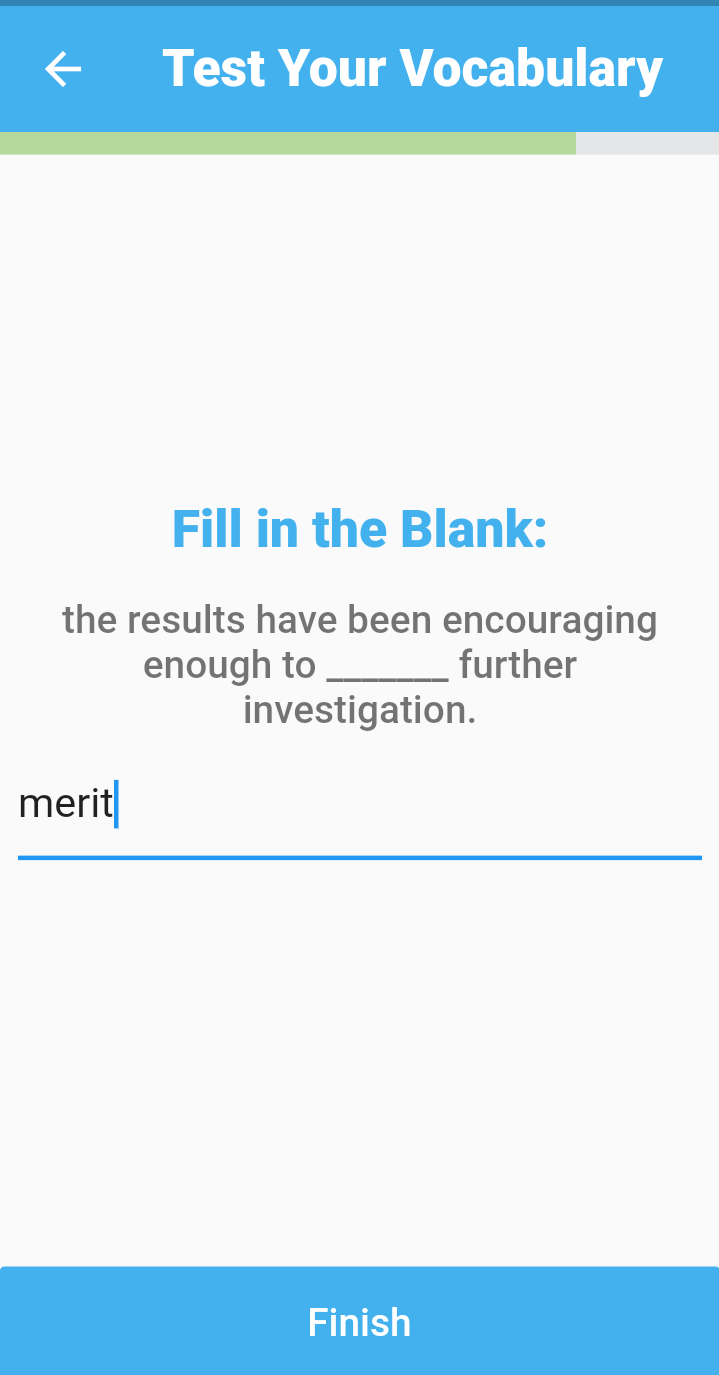 Test Your Vocabulary
Fill in the Blank:
the results have been encouraging
enough to _______ further
investigation.
merit
Finish